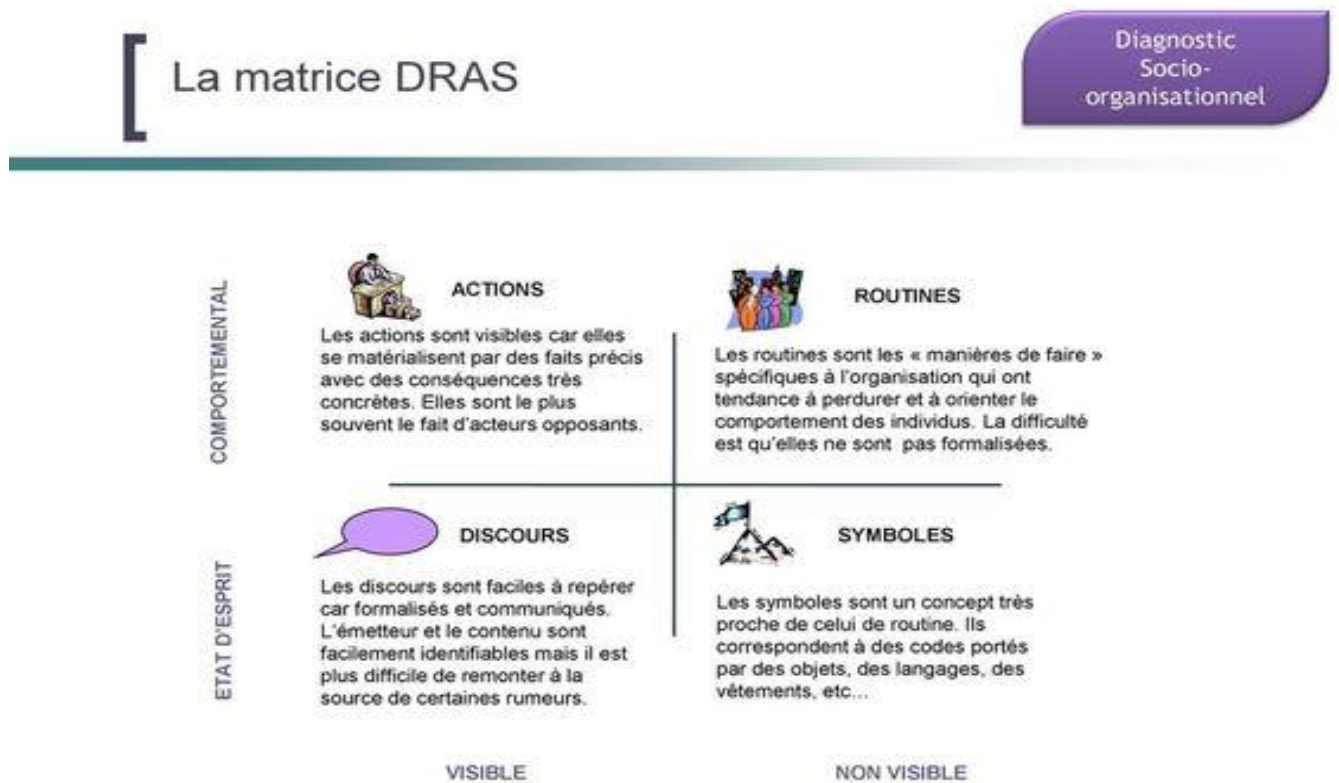 La matrice DRAS
Diagnostic
Socio-
organisationnel
COMPORTEMENTAL
ACTIONS
Les actions sont visibles car elles
se matérialisent par des faits précis
avec des conséquences très
concrètes. Elles sont le plus
souvent le fait d'acteurs opposants.
ROUTINES
Les routines sont les « manières de faire »
spécifiques à l'organisation qui ont
tendance à perdurer et à orienter le
comportement des individus. La difficulté
est qu'elles ne sont pas formalisées.
ETAT D'ESPRIT
DISCOURS
Les discours sont faciles à repérer
car formalisés et communiqués.
L'émetteur et le contenu sont
facilement identifiables mais il est
plus difficile de remonter à la
source de certaines rumeurs.
SYMBOLES
Les symboles sont un concept très
proche de celui de routine. Ils
correspondent à des codes portés
par des objets, des langages, des
vêtements, etc...
VISIBLE
NON VISIBLE